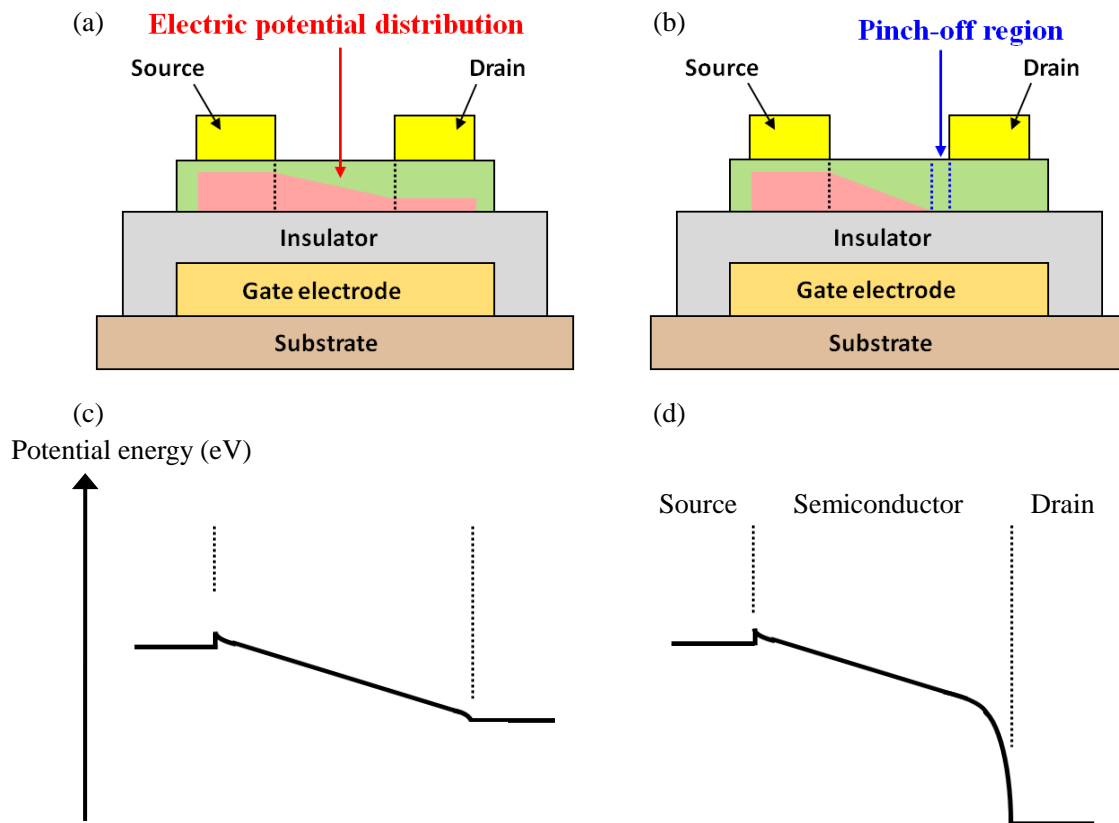 (a)
Electric potential distribution
Source
Drain
Insulator
Gate electrode
Substrate
(b)
Pinch-off region
Source
Drain
Insulator
Gate electrode
Substrate
(c)
Potential energy (eV)
(d)
Source Semiconductor Drain